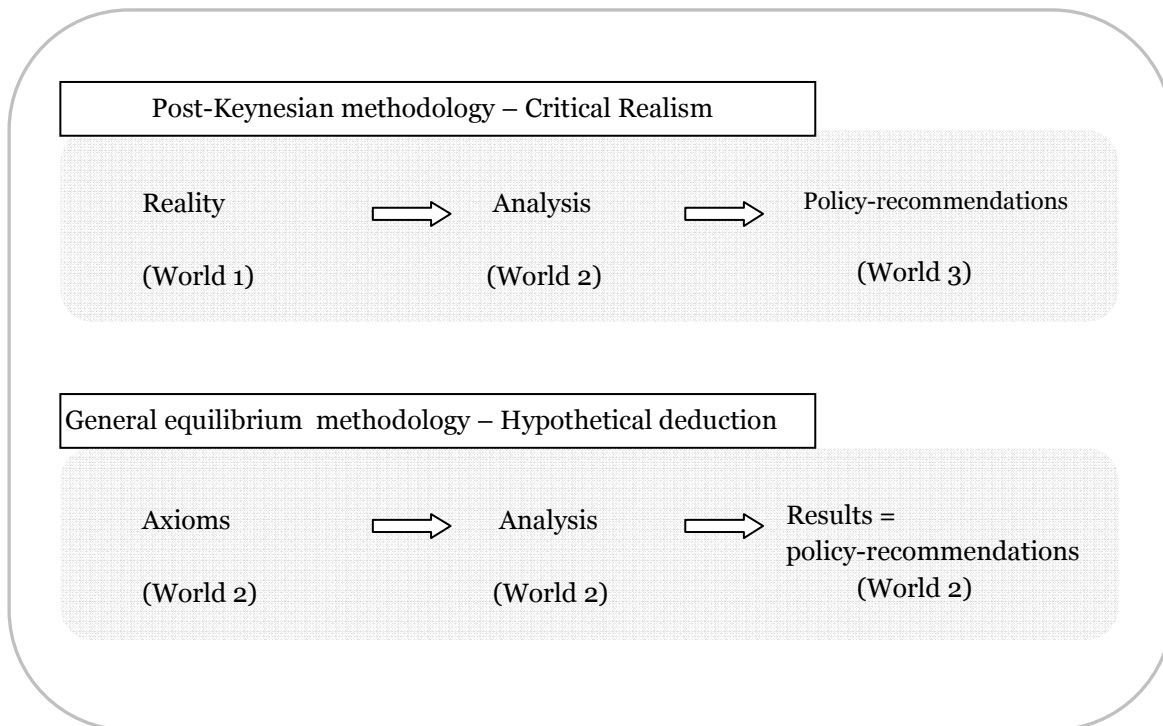 Post-Keynesian methodology – Critical Realism
Reality Analysis Policy-recommendations
(World 1) (World 2) (World 3)
General equilibrium methodology – Hypothetical deduction
Axioms Analysis Results =
policy-recommendations
(World 2) (World 2) (World 2)